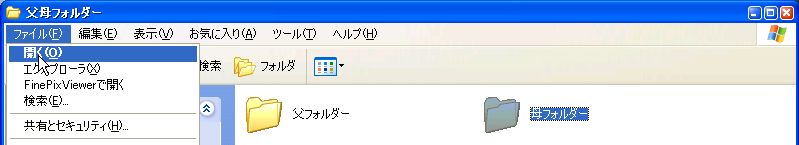 父母フォルダー
ファイル(F) 編集(E) 表示(V) お気に入り(A) ツール(T) ヘルプ(H)
開く(O)
エクスプローラ(X) 検索 フォルダ
FinePixViewerで開く
検索(E)...
父フォルダー 母フォルダー
共有とセキュリティ(H)...